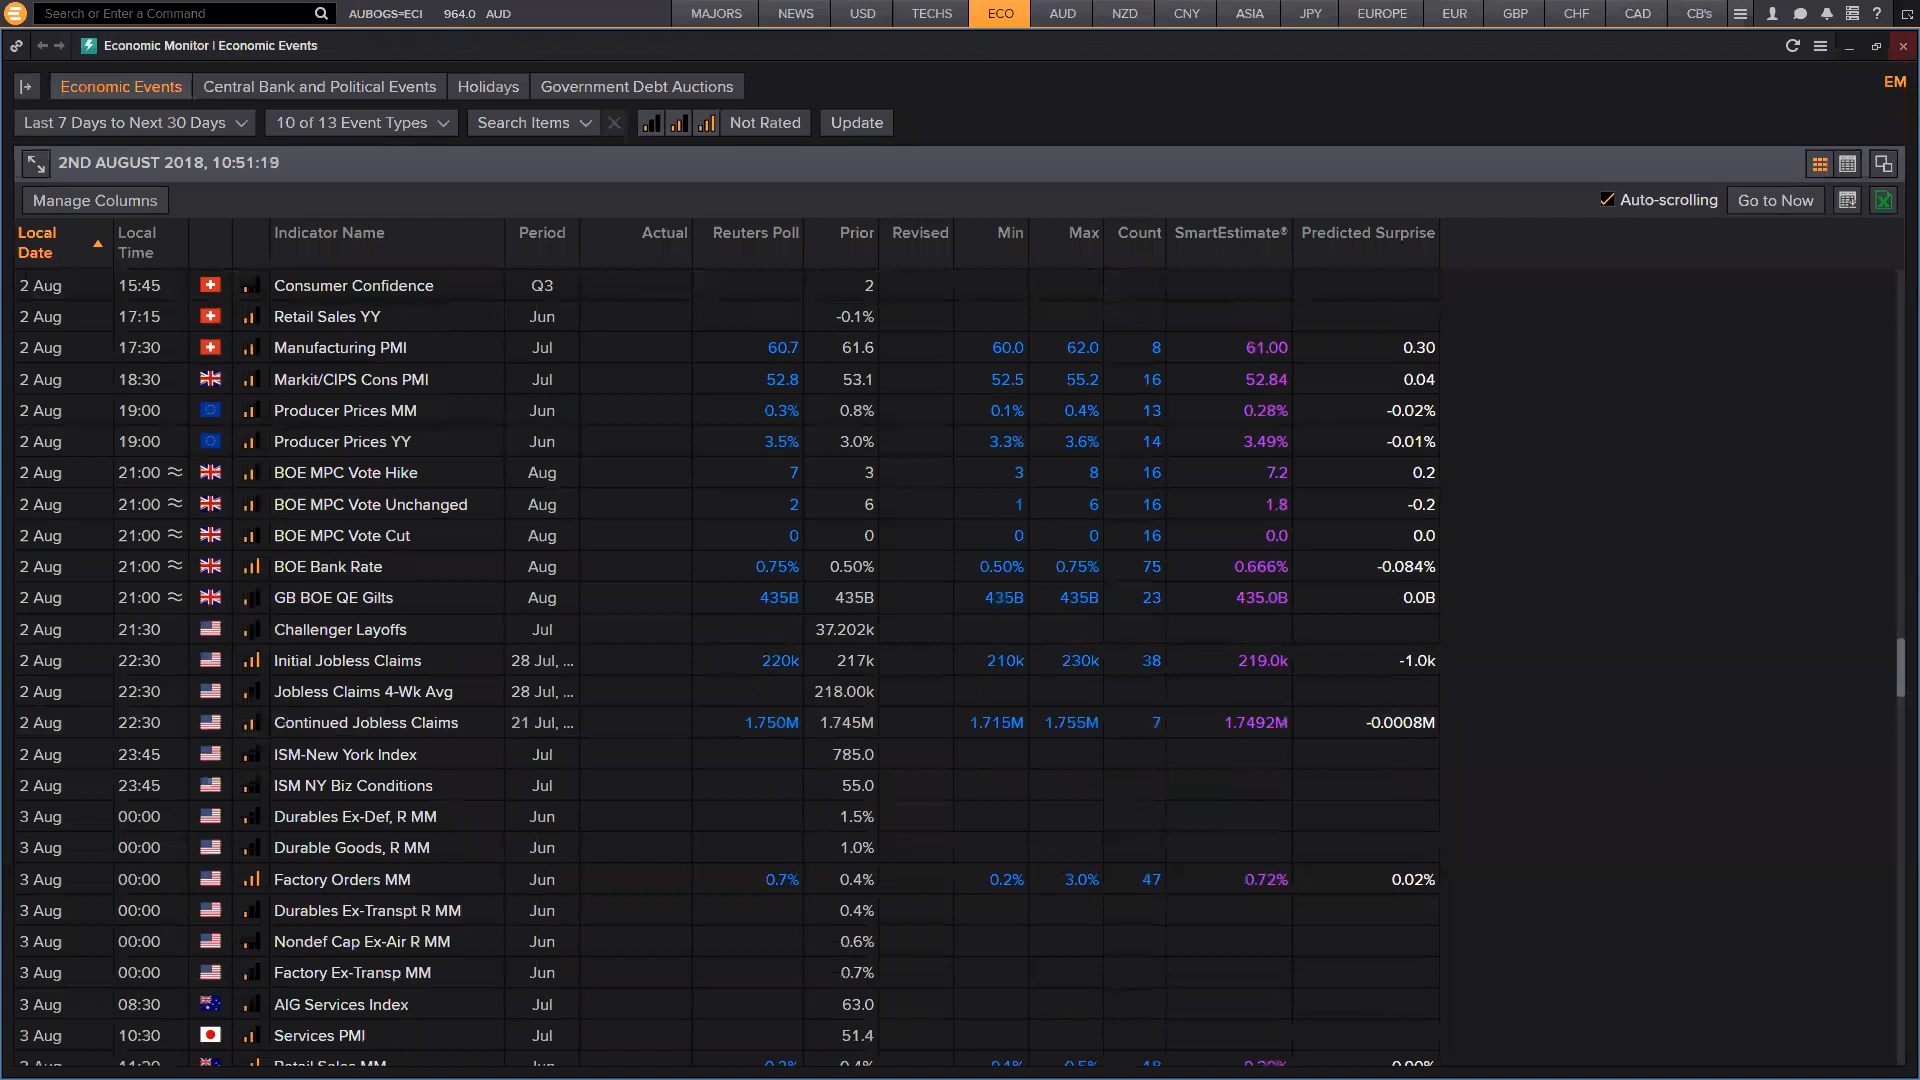 Search or Enter a Command AUBOGS=ECI 964.0 AUD MAJORS NEWS USD TECHS ECO AUD NZD CNY ASIA JPY EUROPE EUR GBP CHF CAD CB's ?
Economic Monitor | Economic Events
Economic Events Central Bank and Political Events Holidays Government Debt Auctions EM
Last 7 Days to Next 30 Days 10 of 13 Event Types Search Items Not Rated Update
2ND AUGUST 2018, 10:51:19
Manage Columns Auto-scrolling Go to Now
Local Date Local Time Indicator Name Period Actual Reuters Poll Prior Revised Min Max Count SmartEstimate® Predicted Surprise
2 Aug 15:45 Consumer Confidence Q3 2
2 Aug 17:15 Retail Sales YY Jun -0.1%
2 Aug 17:30 Manufacturing PMI Jul 60.7 61.6 60.0 62.0 8 61.00 0.30
2 Aug 18:30 Markit/CIPS Cons PMI Jul 52.8 53.1 52.5 55.2 16 52.84 0.04
2 Aug 19:00 Producer Prices MM Jun 0.3% 0.8% 0.1% 0.4% 13 0.28% -0.02%
2 Aug 19:00 Producer Prices YY Jun 3.5% 3.0% 3.3% 3.6% 14 3.49% -0.01%
2 Aug 21:00 ≈ BOE MPC Vote Hike Aug 7 3 3 8 16 7.2 0.2
2 Aug 21:00 ≈ BOE MPC Vote Unchanged Aug 2 6 1 6 16 1.8 -0.2
2 Aug 21:00 ≈ BOE MPC Vote Cut Aug 0 0 0 0 16 0.0 0.0
2 Aug 21:00 ≈ BOE Bank Rate Aug 0.75% 0.50% 0.50% 0.75% 75 0.666% -0.084%
2 Aug 21:00 ≈ GB BOE QE Gilts Aug 435B 435B 435B 435B 23 435.0B 0.0B
2 Aug 21:30 Challenger Layoffs Jul 37.202k
2 Aug 22:30 Initial Jobless Claims 28 Jul, ... 220k 217k 210k 230k 38 219.0k -1.0k
2 Aug 22:30 Jobless Claims 4-Wk Avg 28 Jul, ... 218.00k
2 Aug 22:30 Continued Jobless Claims 21 Jul, ... 1.750M 1.745M 1.715M 1.755M 7 1.7492M -0.0008M
2 Aug 23:45 ISM-New York Index Jul 785.0
2 Aug 23:45 ISM NY Biz Conditions Jul 55.0
3 Aug 00:00 Durables Ex-Def, R MM Jun 1.5%
3 Aug 00:00 Durable Goods, R MM Jun 1.0%
3 Aug 00:00 Factory Orders MM Jun 0.7% 0.4% 0.2% 3.0% 47 0.72% 0.02%
3 Aug 00:00 Durables Ex-Transpt R MM Jun 0.4%
3 Aug 00:00 Nondef Cap Ex-Air R MM Jun 0.6%
3 Aug 00:00 Factory Ex-Transp MM Jun 0.7%
3 Aug 08:30 AIG Services Index Jul 63.0
3 Aug 10:30 Services PMI Jul 51.4
Retail Sales MM